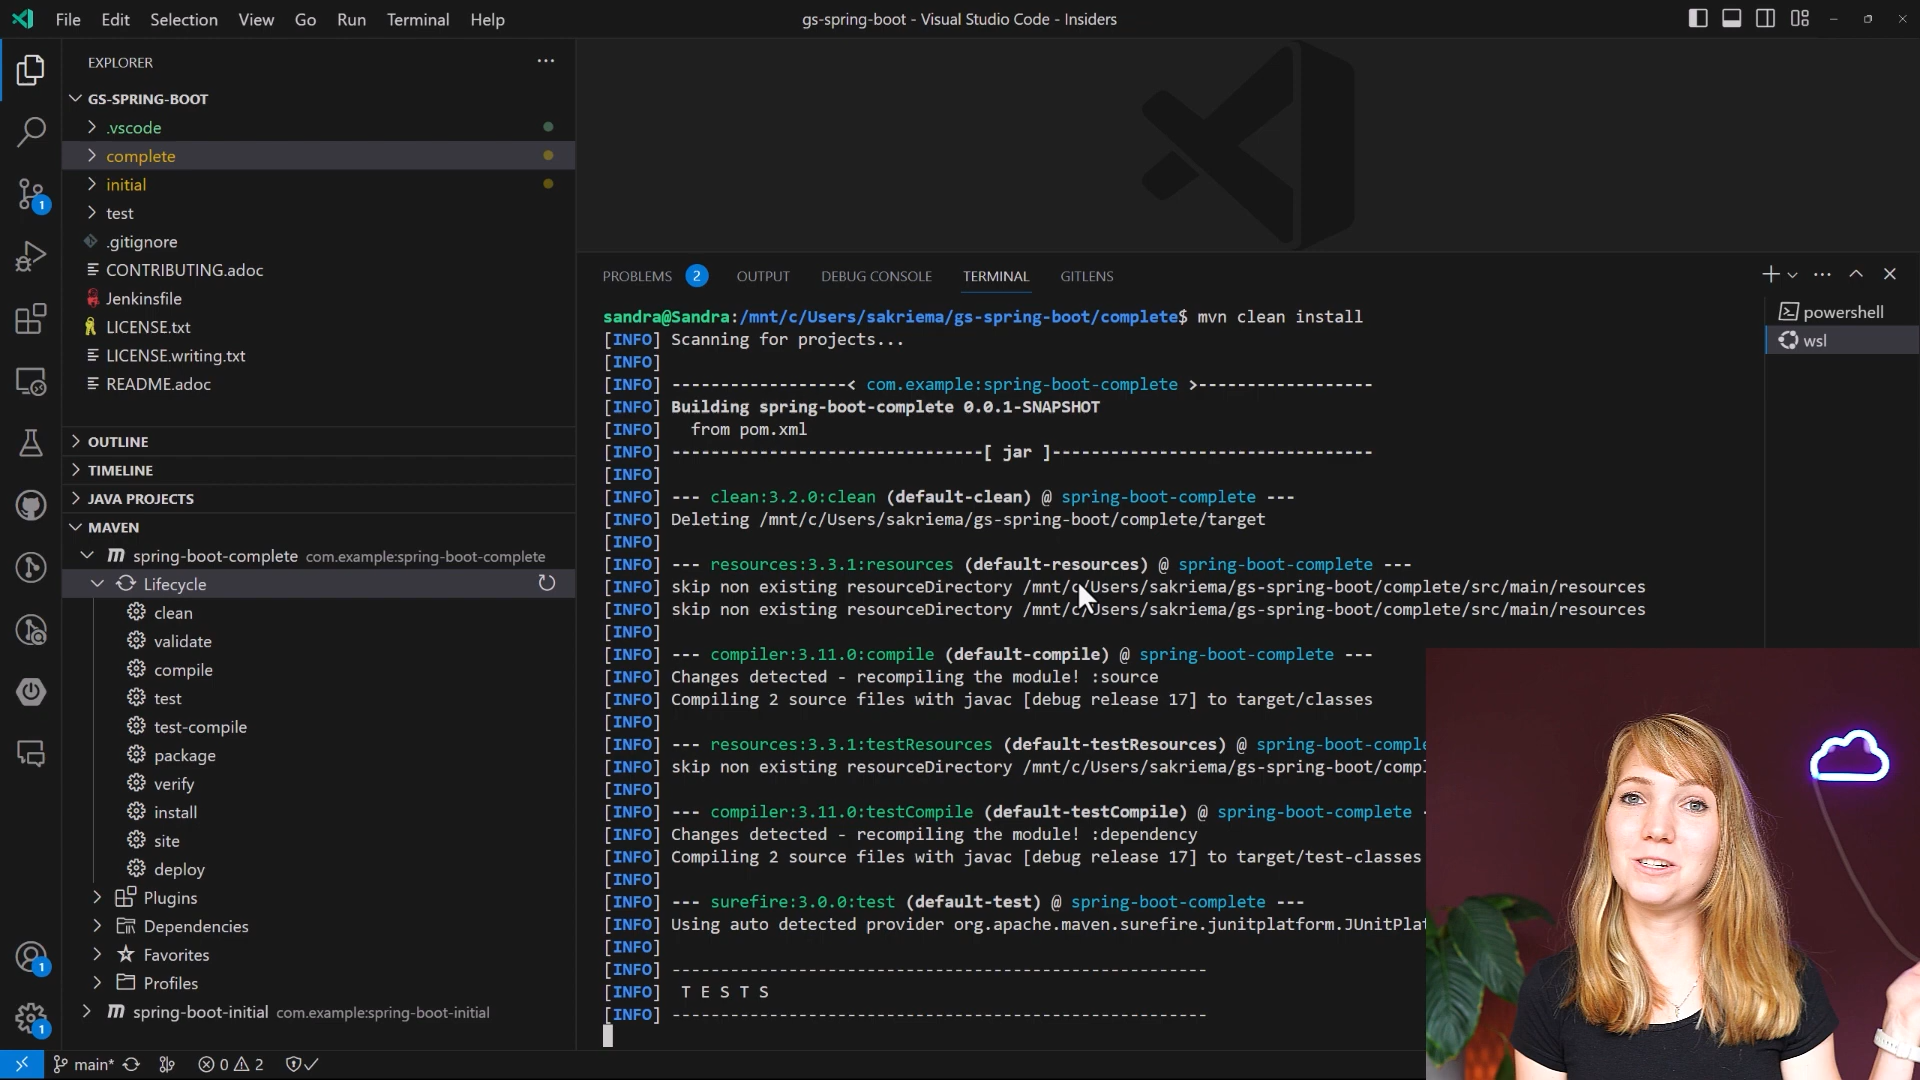 File Edit Selection View Go Run Terminal Help
gs-spring-boot - Visual Studio Code - Insiders
EXPLORER
GS-SPRING-BOOT
.vscode
complete
initial
test
.gitignore
CONTRIBUTING.adoc
Jenkinsfile
LICENSE.txt
LICENSE.writing.txt
README.adoc
OUTLINE
TIMELINE
JAVA PROJECTS
MAVEN
spring-boot-complete com.example:spring-boot-complete
Lifecycle
clean
validate
compile
test
test-compile
package
verify
install
site
deploy
Plugins
Dependencies
Favorites
Profiles
spring-boot-initial com.example:spring-boot-initial
1
1
1
PROBLEMS 2 OUTPUT DEBUG CONSOLE TERMINAL GITLENS
sandra@Sandra:/mnt/c/Users/sakriema/gs-spring-boot/complete$ mvn clean install
[INFO] Scanning for projects...
[INFO]
[INFO] ------------------< com.example:spring-boot-complete >------------------
[INFO] Building spring-boot-complete 0.0.1-SNAPSHOT
[INFO]   from pom.xml
[INFO] --------------------------------[ jar ]---------------------------------
[INFO]
[INFO] --- clean:3.2.0:clean (default-clean) @ spring-boot-complete ---
[INFO] Deleting /mnt/c/Users/sakriema/gs-spring-boot/complete/target
[INFO]
[INFO] --- resources:3.3.1:resources (default-resources) @ spring-boot-complete ---
[INFO] skip non existing resourceDirectory /mnt/c/Users/sakriema/gs-spring-boot/complete/src/main/resources
[INFO] skip non existing resourceDirectory /mnt/c/Users/sakriema/gs-spring-boot/complete/src/main/resources
[INFO]
[INFO] --- compiler:3.11.0:compile (default-compile) @ spring-boot-complete ---
[INFO] Changes detected - recompiling the module! :source
[INFO] Compiling 2 source files with javac [debug release 17] to target/classes
[INFO]
[INFO] --- resources:3.3.1:testResources (default-testResources) @ spring-boot-comple
[INFO] skip non existing resourceDirectory /mnt/c/Users/sakriema/gs-spring-boot/compl
[INFO]
[INFO] --- compiler:3.11.0:testCompile (default-testCompile) @ spring-boot-complete -
[INFO] Changes detected - recompiling the module! :dependency
[INFO] Compiling 2 source files with javac [debug release 17] to target/test-classes
[INFO]
[INFO] --- surefire:3.0.0:test (default-test) @ spring-boot-complete ---
[INFO] Using auto detected provider org.apache.maven.surefire.junitplatform.JUnitPlat
[INFO]
[INFO] -------------------------------------------------------
[INFO]  T E S T S
[INFO] -------------------------------------------------------
powershell
wsl
main* 0 2